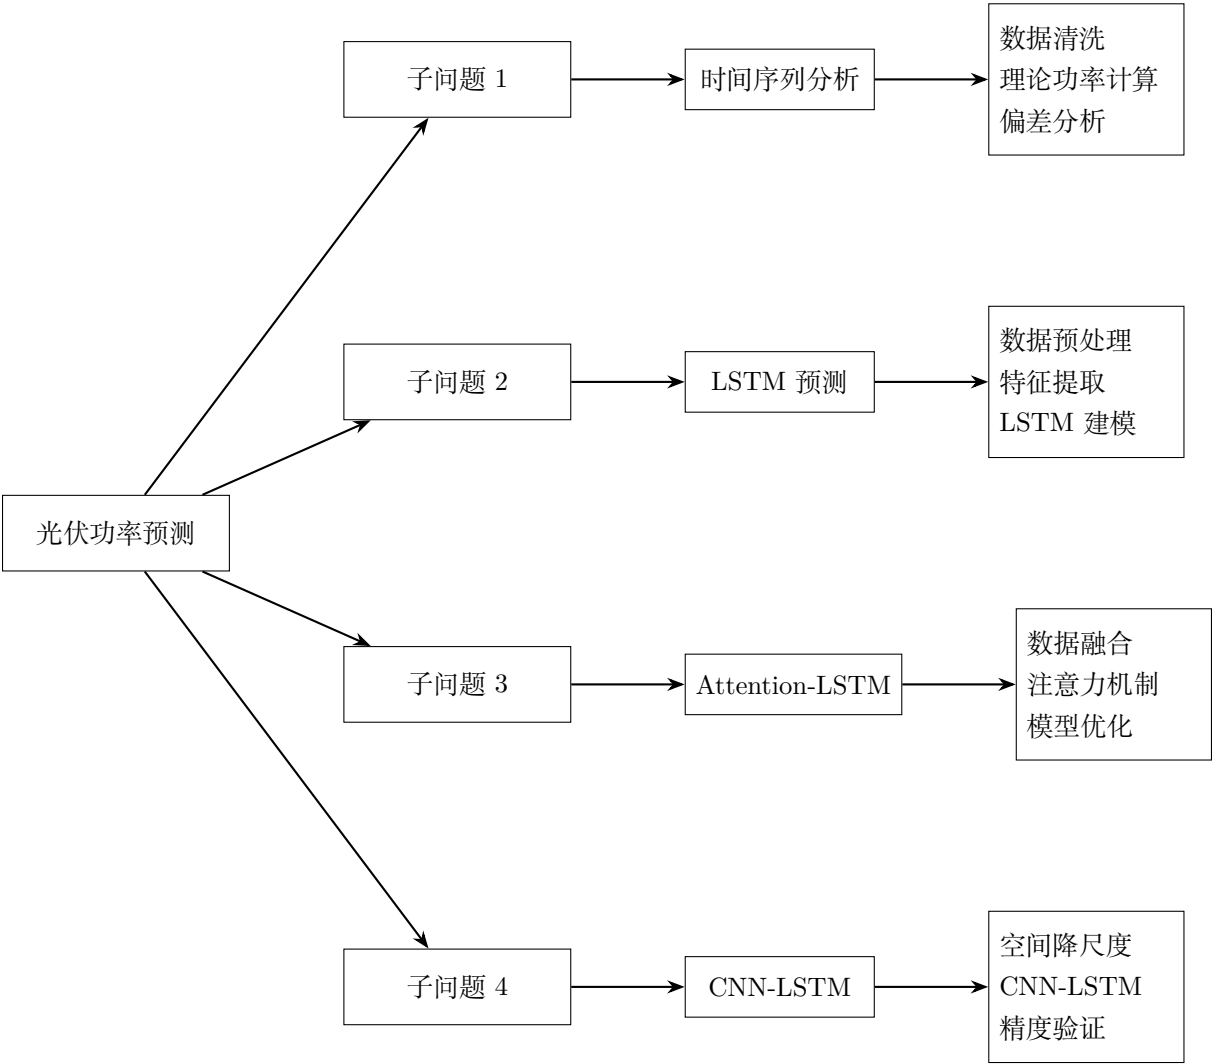 子问题 1
时间序列分析
数据清洗
理论功率计算
偏差分析
子问题 2
LSTM 预测
数据预处理
特征提取
LSTM 建模
光伏功率预测
子问题 3
Attention-LSTM
数据融合
注意力机制
模型优化
子问题 4
CNN-LSTM
空间降尺度
CNN-LSTM
精度验证